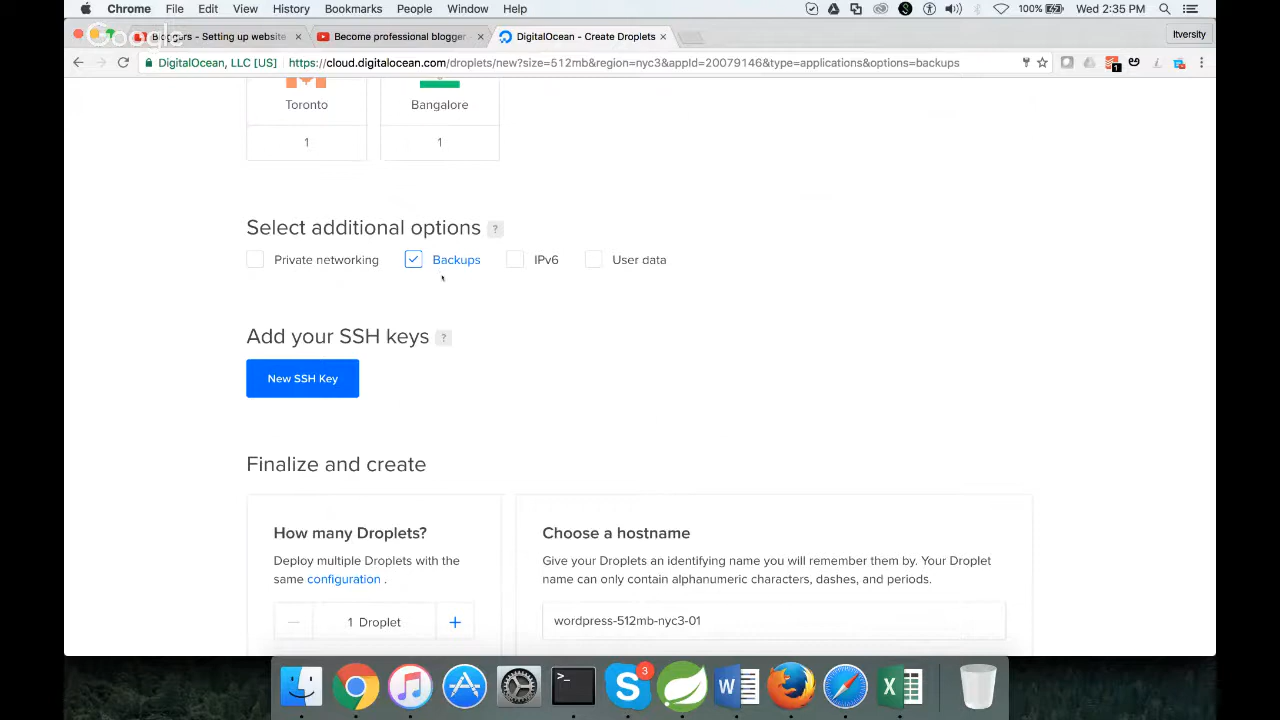 Chrome File Edit View History Bookmarks People Window Help 100% Wed 2:35 PM
Google
Bloggers - Setting up website × Become professional blogger × DigitalOcean - Create Droplets × Itversity
DigitalOcean, LLC [US] https://cloud.digitalocean.com/droplets/new?size=512mb&region=nyc3&appId=20079146&type=applications&options=backups 1
Toronto Bangalore
1 1
Select additional options ?
Private networking Backups IPv6 User data
Add your SSH keys ?
New SSH Key
Finalize and create
How many Droplets? Choose a hostname
Deploy multiple Droplets with the Give your Droplets an identifying name you will remember them by. Your Droplet
same configuration . name can only contain alphanumeric characters, dashes, and periods.
1 Droplet wordpress-512mb-nyc3-01
3